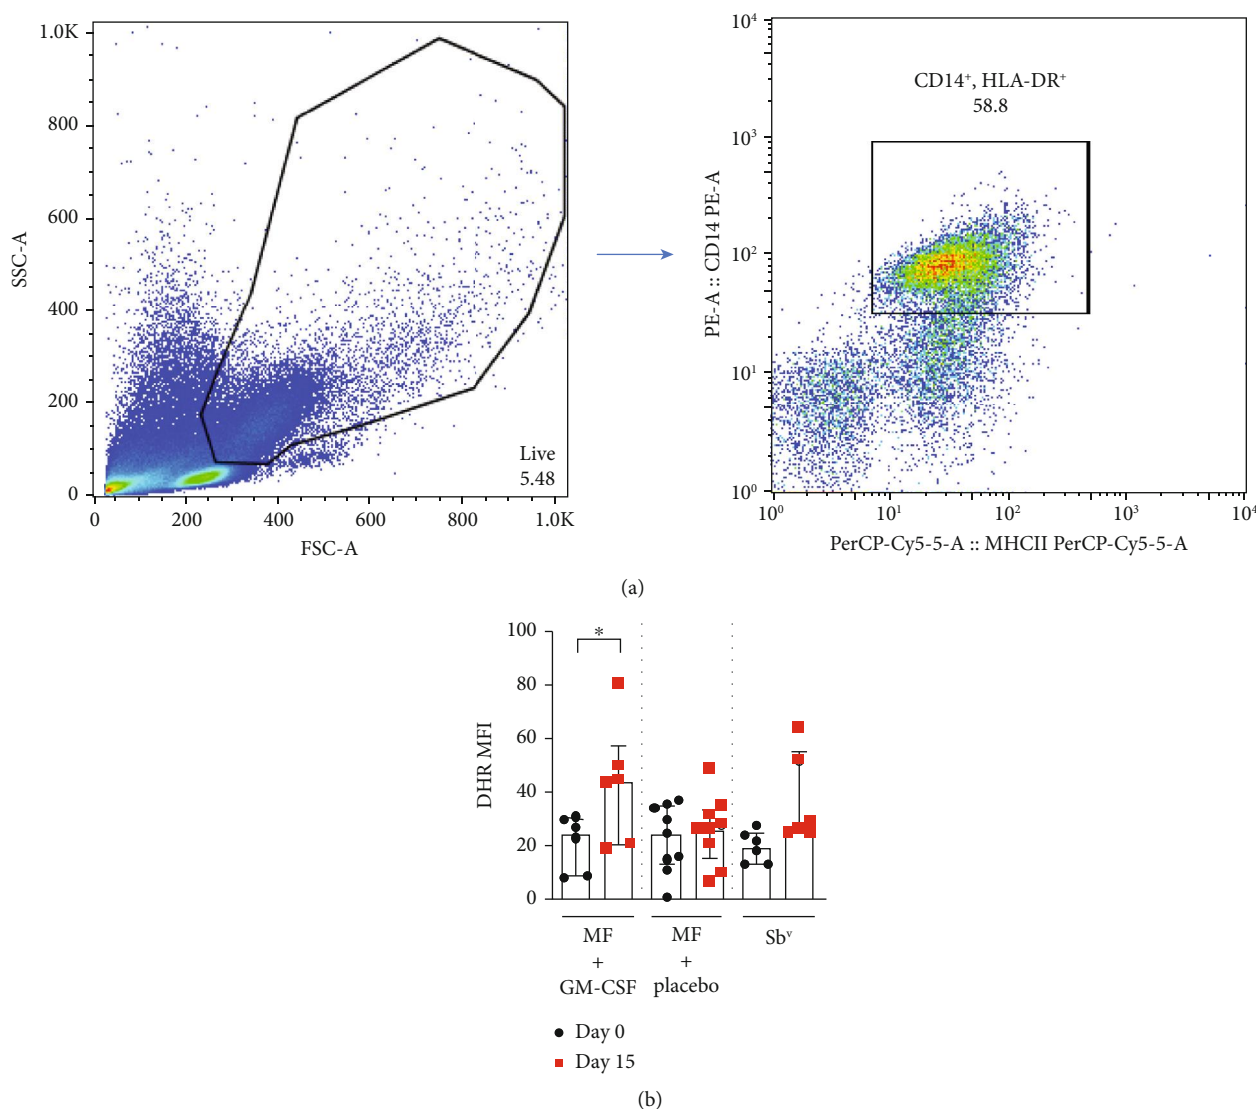 1.0K
800
600
400
200
0
SSC-A
Live
5.48
0 200 400 600 800 1.0K
FSC-A
10⁴
10³
10²
10¹
10⁰
PE-A :: CD14 PE-A
CD14⁺, HLA-DR⁺
58.8
10⁰ 10¹ 10² 10³ 10⁴
PerCP-Cy5-5-A :: MHCII PerCP-Cy5-5-A
(a)
100
80
60
40
20
0
DHR MFI
*
MF
+
GM-CSF
MF
+
placebo
Sbᵛ
Day 0
Day 15
(b)